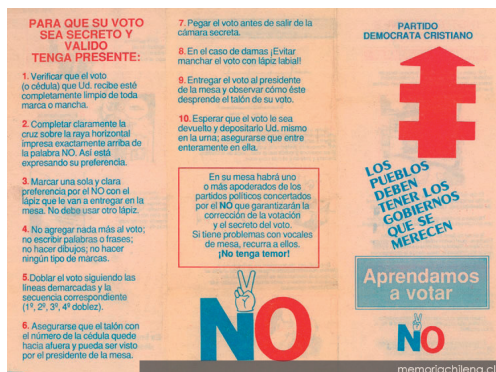 PARA QUE SU VOTO
SEA SECRETO Y
VALIDO
TENGA PRESENTE:
1. Verificar que el voto
(o cédula) que Ud. recibe esté
completamente limpio de toda
marca o mancha.
2. Completar claramente la
cruz sobre la raya horizontal
impresa exactamente arriba de
la palabra NO. Así está
expresando su preferencia.
3. Marcar una sola y clara
preferencia por el NO con el
lápiz que le van a entregar en la
mesa. No debe usar otro lápiz.
4. No agregar nada más al voto;
no escribir palabras o frases;
no hacer dibujos; no hacer
ningún tipo de marcas.
5. Doblar el voto siguiendo las
líneas demarcadas y la
secuencia correspondiente
(1º, 2º, 3º, 4º doblez).
6. Asegurarse que el talón con
el número de la cédula quede
hacia afuera y pueda ser visto
por el presidente de la mesa.
7. Pegar el voto antes de salir de la
cámara secreta.
8. En el caso de damas ¡Evitar
manchar el voto con lápiz labial!!
9. Entregar el voto al presidente
de la mesa y observar cómo éste
desprende el talón de su voto.
10. Esperar que el voto le sea
devuelto y depositarlo Ud. mismo
en la urna; asegurarse que entre
enteramente en ella.
En su mesa habrá uno
o más apoderados de los
partidos políticos concertados
por el NO que garantizarán la
corrección de la votación
y el secreto del voto.
Si tiene problemas con vocales
de mesa, recurra a ellos.
¡No tenga temor!
NO
PARTIDO
DEMOCRATA CRISTIANO
LOS
PUEBLOS
DEBEN
TENER LOS
GOBIERNOS
QUE SE
MERECEN
Aprendamos
a votar
NO
memoriachilena.cl